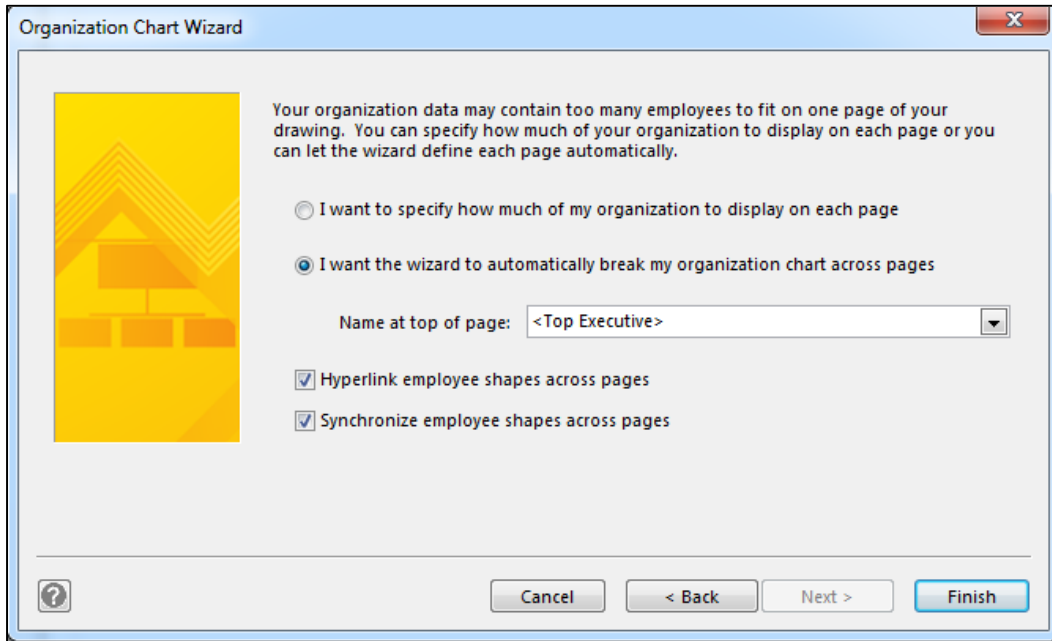 Organization Chart Wizard
Your organization data may contain too many employees to fit on one page of your
drawing.  You can specify how much of your organization to display on each page or you
can let the wizard define each page automatically.
I want to specify how much of my organization to display on each page
I want the wizard to automatically break my organization chart across pages
Name at top of page: <Top Executive>
Hyperlink employee shapes across pages
Synchronize employee shapes across pages
? Cancel < Back Next > Finish